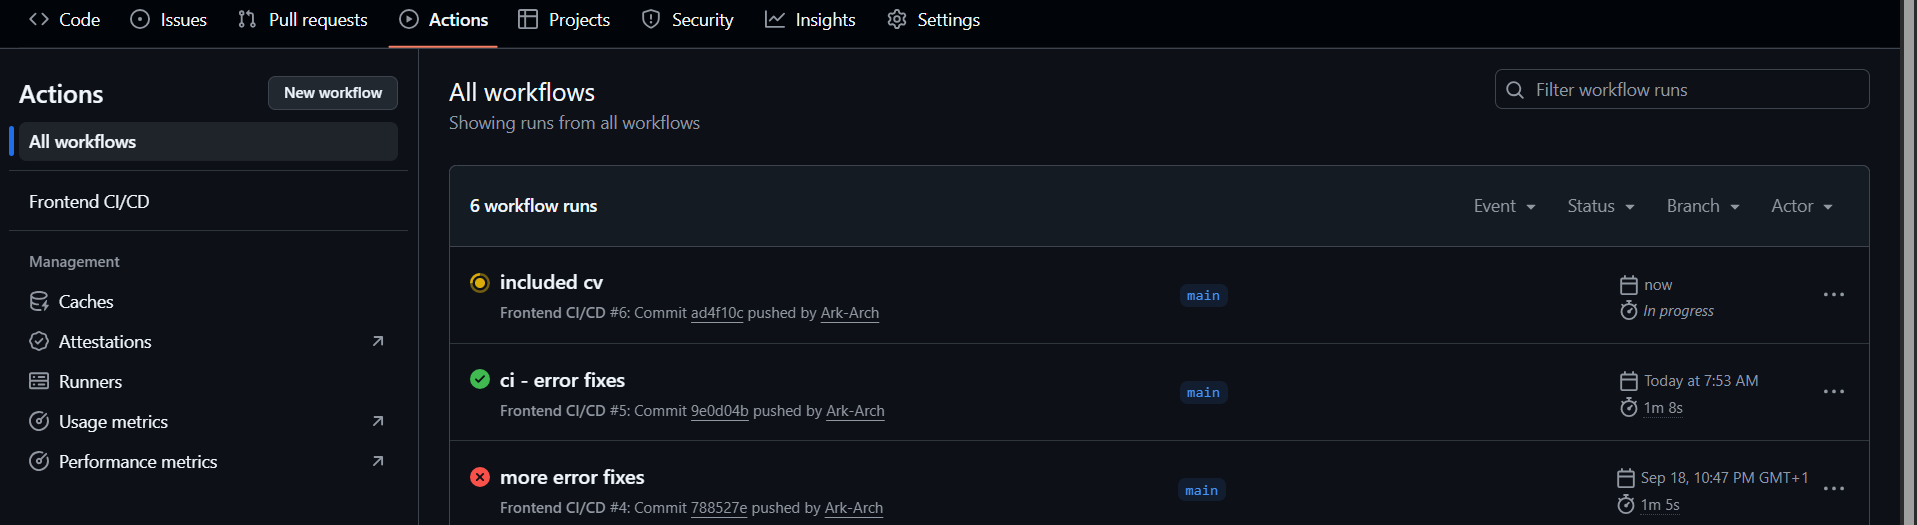 Code Issues Pull requests Actions Projects Security Insights Settings
Actions
New workflow
All workflows
Frontend CI/CD
Management
Caches
Attestations
Runners
Usage metrics
Performance metrics
All workflows
Showing runs from all workflows
Filter workflow runs
6 workflow runs
Event Status Branch Actor
included cv
Frontend CI/CD #6: Commit ad4f10c pushed by Ark-Arch
main
now
In progress
ci - error fixes
Frontend CI/CD #5: Commit 9e0d04b pushed by Ark-Arch
main
Today at 7:53 AM
1m 8s
more error fixes
Frontend CI/CD #4: Commit 788527e pushed by Ark-Arch
main
Sep 18, 10:47 PM GMT+1
1m 5s